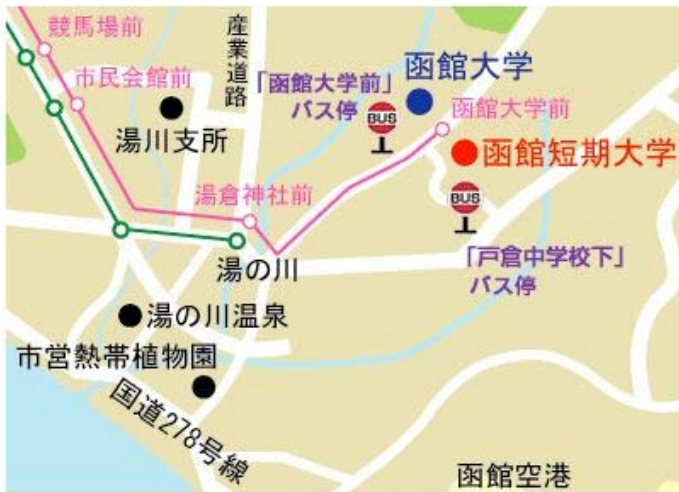 競馬場前
産業道路
市民会館前
「函館大学前」
バス停
函館大学
BUS
函館大学前
湯川支所
函館短期大学
湯倉神社前
BUS
湯の川
「戸倉中学校下」
バス停
湯の川温泉
市営熱帯植物園
国道278号線
函館空港